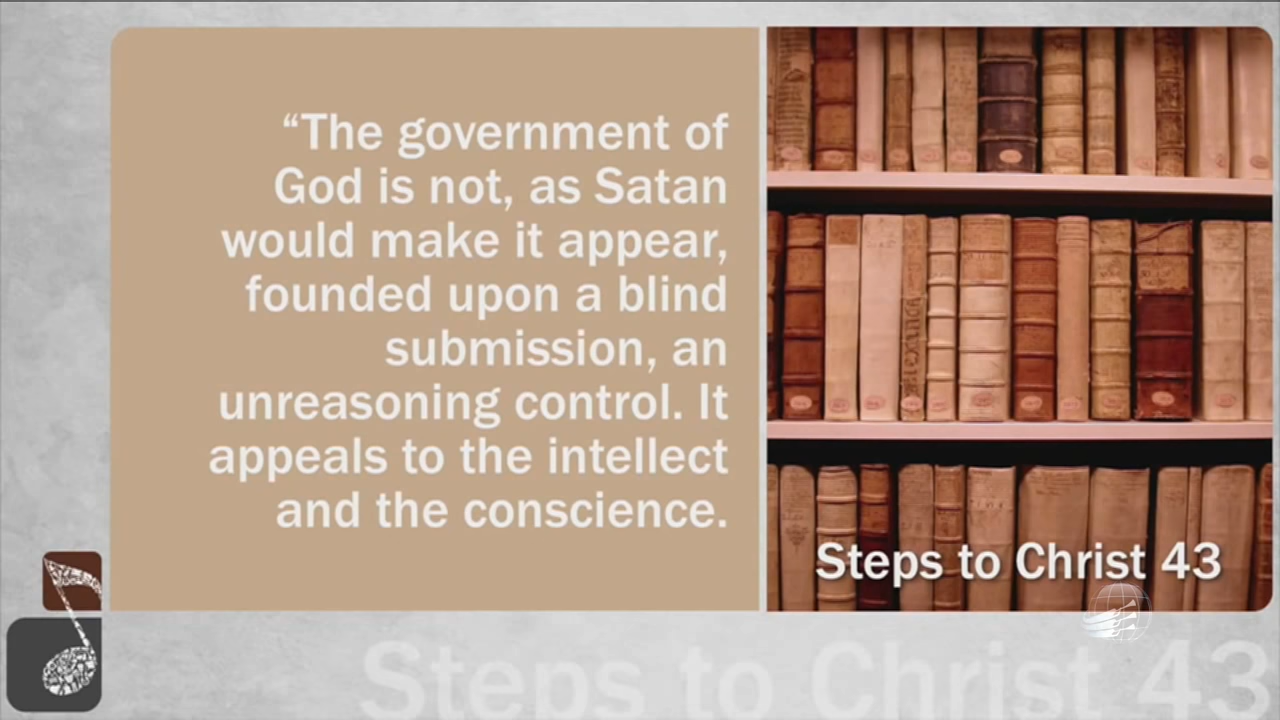 “The government of
God is not, as Satan
would make it appear,
founded upon a blind
submission, an
unreasoning control. It
appeals to the intellect
and the conscience.
Steps to Christ 43
Steps to Christ 43